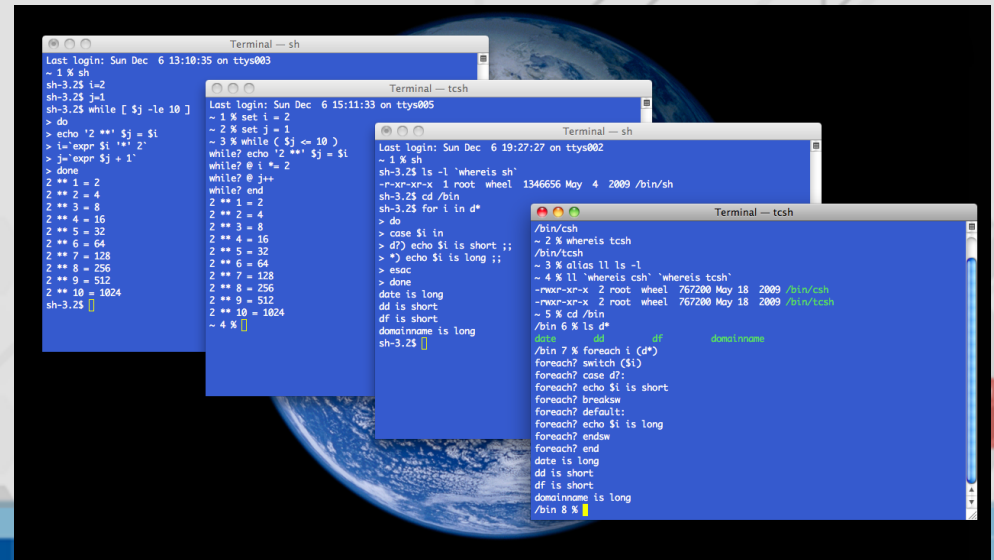 Terminal — sh
Last login: Sun Dec  6 13:10:35 on ttys003
~ 1 % sh
sh-3.2$ i=2
sh-3.2$ j=1
sh-3.2$ while [ $j -le 10 ]
> do
> echo '2 **' $j = $i
> i=`expr $i '*' 2`
> j=`expr $j + 1`
> done
2 ** 1 = 2
2 ** 2 = 4
2 ** 3 = 8
2 ** 4 = 16
2 ** 5 = 32
2 ** 6 = 64
2 ** 7 = 128
2 ** 8 = 256
2 ** 9 = 512
2 ** 10 = 1024
sh-3.2$
Terminal — tcsh
Last login: Sun Dec  6 15:11:33 on ttys005
~ 1 % set i = 2
~ 2 % set j = 1
~ 3 % while ( $j <= 10 )
while? echo '2 **' $j = $i
while? @ i *= 2
while? @ j++
while? end
2 ** 1 = 2
2 ** 2 = 4
2 ** 3 = 8
2 ** 4 = 16
2 ** 5 = 32
2 ** 6 = 64
2 ** 7 = 128
2 ** 8 = 256
2 ** 9 = 512
2 ** 10 = 1024
~ 4 %
Terminal — sh
Last login: Sun Dec  6 19:27:27 on ttys002
~ 1 % sh
sh-3.2$ ls -l `whereis sh`
-r-xr-xr-x  1 root  wheel  1346656 May  4  2009 /bin/sh
sh-3.2$ cd /bin
sh-3.2$ for i in d*
> do
> case $i in
> d?) echo $i is short ;;
> *) echo $i is long ;;
> esac
> done
date is long
dd is short
df is short
domainname is long
sh-3.2$
Terminal — tcsh
/bin/csh
~ 2 % whereis tcsh
/bin/tcsh
~ 3 % alias ll ls -l
~ 4 % ll `whereis csh` `whereis tcsh`
-rwxr-xr-x  2 root  wheel  767200 May 18  2009 /bin/csh
-rwxr-xr-x  2 root  wheel  767200 May 18  2009 /bin/tcsh
~ 5 % cd /bin
/bin 6 % ls d*
date       dd         df         domainname
/bin 7 % foreach i (d*)
foreach? switch ($i)
foreach? case d?:
foreach? echo $i is short
foreach? breaksw
foreach? default:
foreach? echo $i is long
foreach? endsw
foreach? end
date is long
dd is short
df is short
domainname is long
/bin 8 %